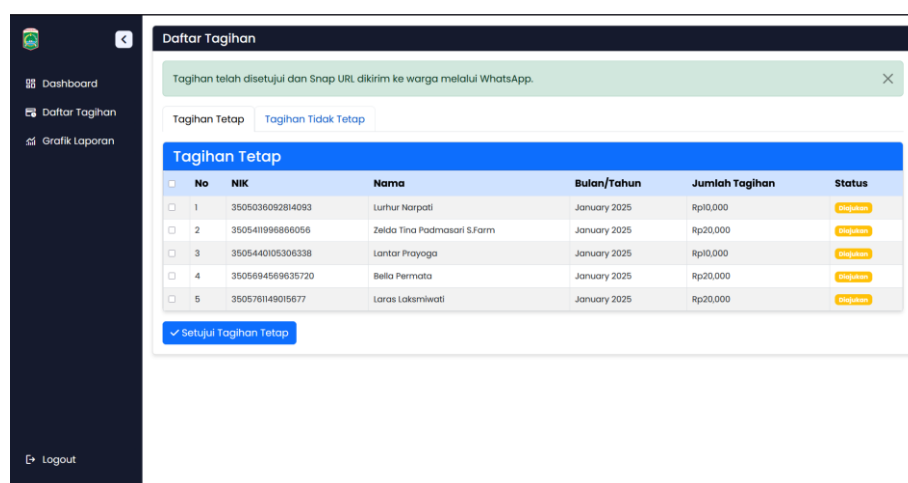 Daftar Tagihan
Dashboard
Daftar Tagihan
Grafik Laporan
Tagihan telah disetujui dan Snap URL dikirim ke warga melalui WhatsApp.
Tagihan Tetap Tagihan Tidak Tetap
Tagihan Tetap
No NIK Nama Bulan/Tahun Jumlah Tagihan Status
1 3505036092814093 Lurhur Narpati January 2025 Rp10,000 Diajukan
2 3505411996866056 Zelda Tina Padmasari S.Farm January 2025 Rp20,000 Diajukan
3 3505440105306338 Lantar Prayoga January 2025 Rp10,000 Diajukan
4 3505694569635720 Bella Permata January 2025 Rp20,000 Diajukan
5 3505761149015677 Laras Laksmiwati January 2025 Rp20,000 Diajukan
Setujui Tagihan Tetap
Logout